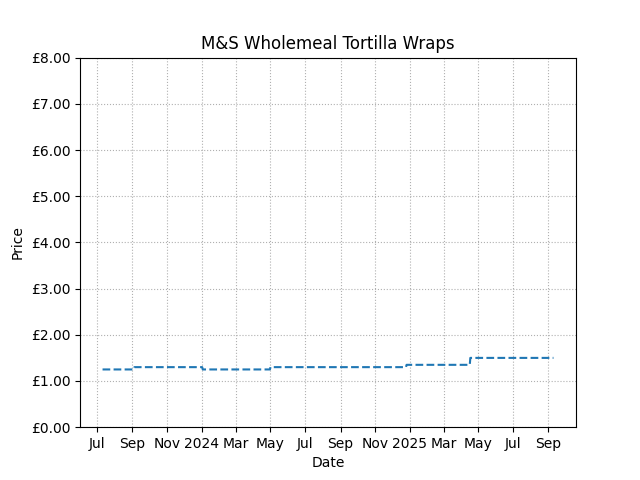 M&S Wholemeal Tortilla Wraps
£8.00
£7.00
£6.00
£5.00
£4.00
£3.00
£2.00
£1.00
£0.00
Price
Jul Sep Nov 2024 Mar May Jul Sep Nov 2025 Mar May Jul Sep
Date